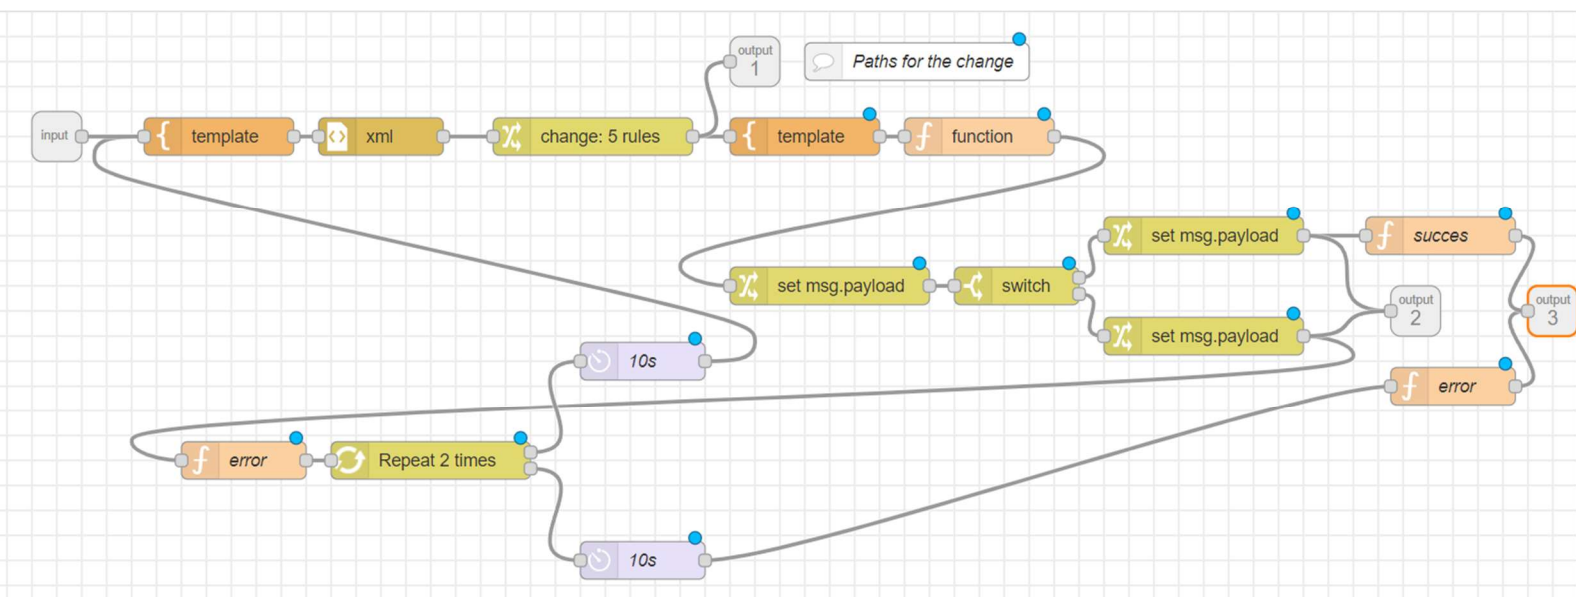 output
1
Paths for the change
input
template
xml
change: 5 rules
template
function
set msg.payload
succes
set msg.payload
switch
output
2
output
3
set msg.payload
10s
error
error
Repeat 2 times
10s